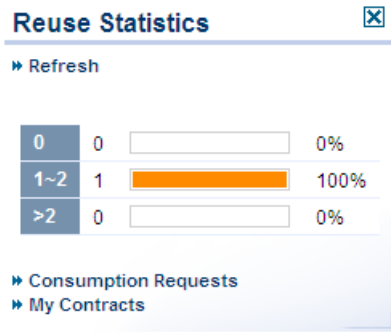 Reuse Statistics
Refresh
0 0 0%
1~2 1 100%
>2 0 0%
Consumption Requests
My Contracts